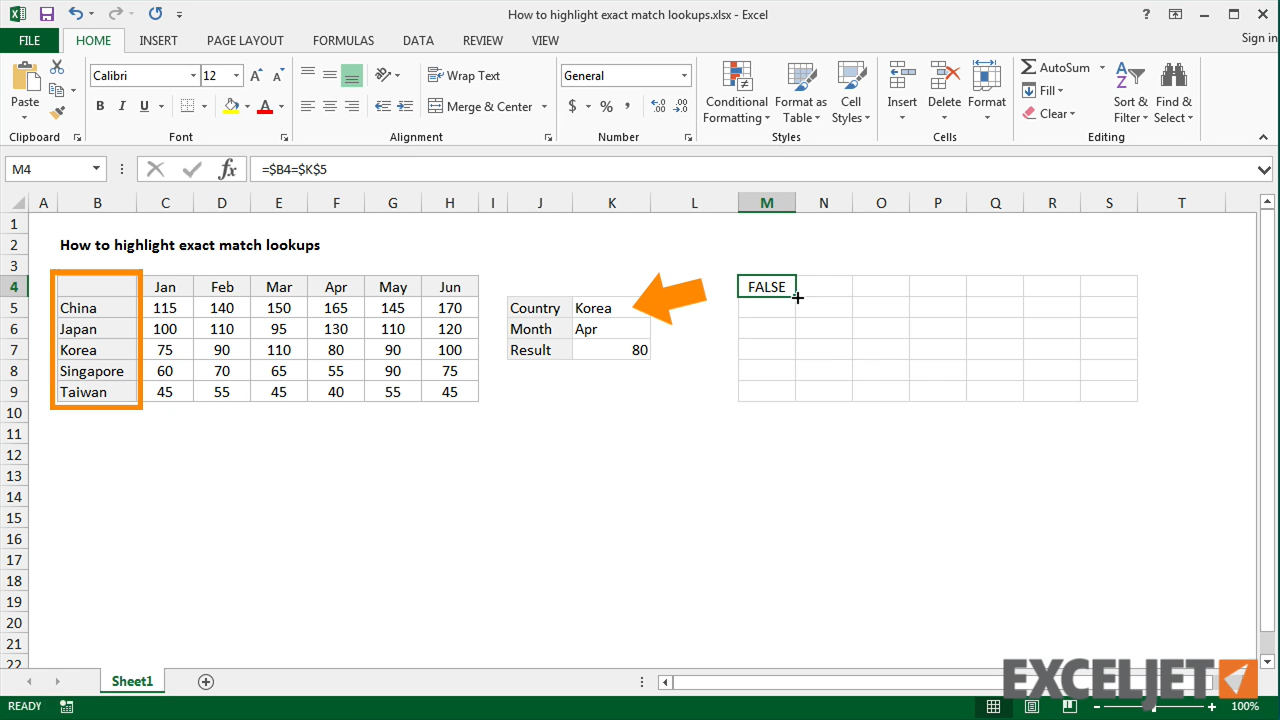 How to highlight exact match lookups.xlsx - Excel
?
FILE HOME INSERT PAGE LAYOUT FORMULAS DATA REVIEW VIEW Sign in
Calibri 12 Wrap Text General AutoSum
Paste B I U A Merge & Center $ % , Conditional Formatting Format as Table Cell Styles Insert Delete Format Fill Clear Sort & Filter Find & Select
Clipboard Font Alignment Number Styles Cells Editing
M4 fx =$B4=$K$5
A B C D E F G H I J K L M N O P Q R S T
1
2 How to highlight exact match lookups
3
4 Jan Feb Mar Apr May Jun FALSE
5 China 115 140 150 165 145 170 Country Korea
6 Japan 100 110 95 130 110 120 Month Apr
7 Korea 75 90 110 80 90 100 Result 80
8 Singapore 60 70 65 55 90 75
9 Taiwan 45 55 45 40 55 45
10
11
12
13
14
15
16
17
18
19
20
21
22
Sheet1
EXCELJET
READY 100%